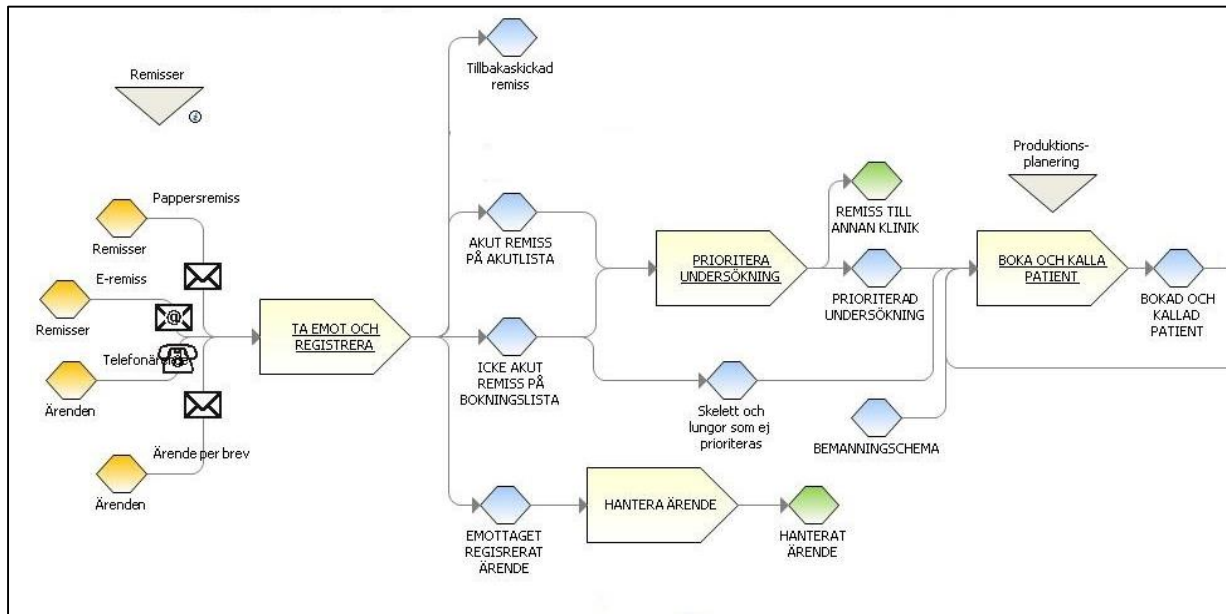 Remisser
Pappersremiss
Remisser
E-remiss
Remisser
Telefonärende
Ärenden
Ärende per brev
Ärenden
TA EMOT OCH
REGISTRERA
Tillbakaskickad
remiss
AKUT REMISS
PÅ AKUTLISTA
ICKE AKUT
REMISS PÅ
BOKNINGSLISTA
EMOTTAGET
REGISRERAT
ÄRENDE
PRIORITERA
UNDERSÖKNING
Skelett och
lungor som ej
prioriteras
HANTERA ÄRENDE
HANTERAT
ÄRENDE
REMISS TILL
ANNAN KLINIK
PRIORITERAD
UNDERSÖKNING
BEMANNINGSCHEMA
Produktions-
planering
BOKA OCH KALLA
PATIENT
BOKAD OCH
KALLAD
PATIENT